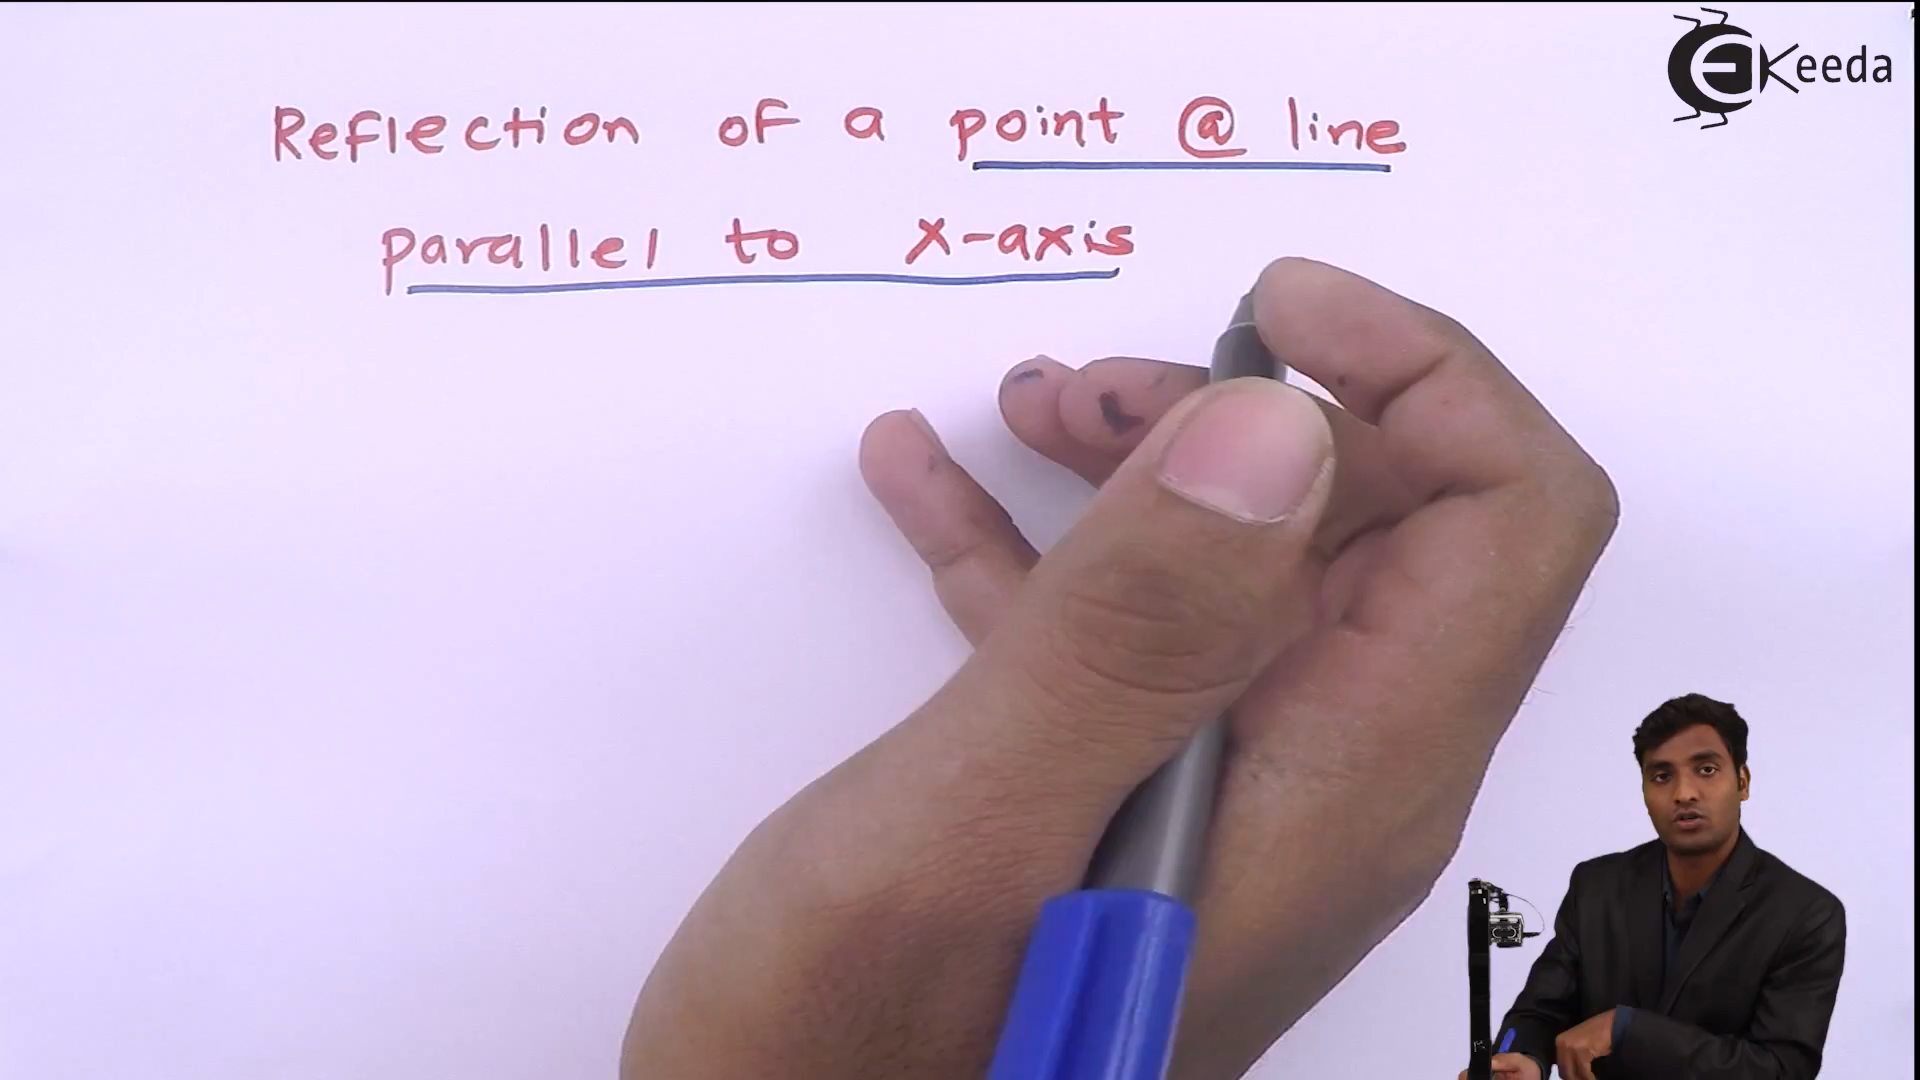 Reflection of a point @ line
parallel to x-axis
EKeeda